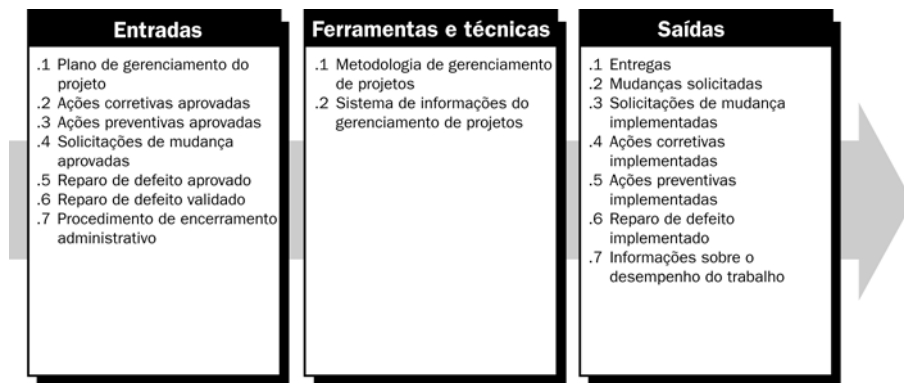 Entradas
.1 Plano de gerenciamento do
projeto
.2 Ações corretivas aprovadas
.3 Ações preventivas aprovadas
.4 Solicitações de mudança
aprovadas
.5 Reparo de defeito aprovado
.6 Reparo de defeito validado
.7 Procedimento de encerramento
administrativo
Ferramentas e técnicas
.1 Metodologia de gerenciamento
de projetos
.2 Sistema de informações do
gerenciamento de projetos
Saídas
.1 Entregas
.2 Mudanças solicitadas
.3 Solicitações de mudança
implementadas
.4 Ações corretivas
implementadas
.5 Ações preventivas
implementadas
.6 Reparo de defeito
implementado
.7 Informações sobre o
desempenho do trabalho